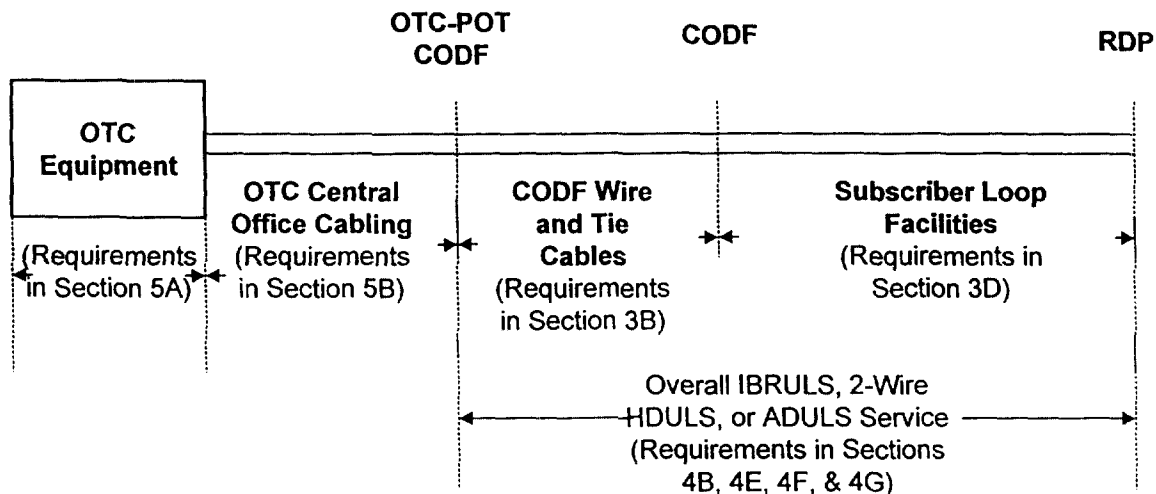 OTC-POT
CODF
CODF
RDP
OTC
Equipment
OTC Central
Office Cabling
(Requirements
in Section 5A)
(Requirements
in Section 5B)
CODF Wire
and Tie
Cables
(Requirements
in Section 3B)
Subscriber Loop
Facilities
(Requirements in
Section 3D)
Overall IBRULS, 2-Wire
HDULS, or ADULS Service
(Requirements in Sections
4B, 4E, 4F, & 4G)